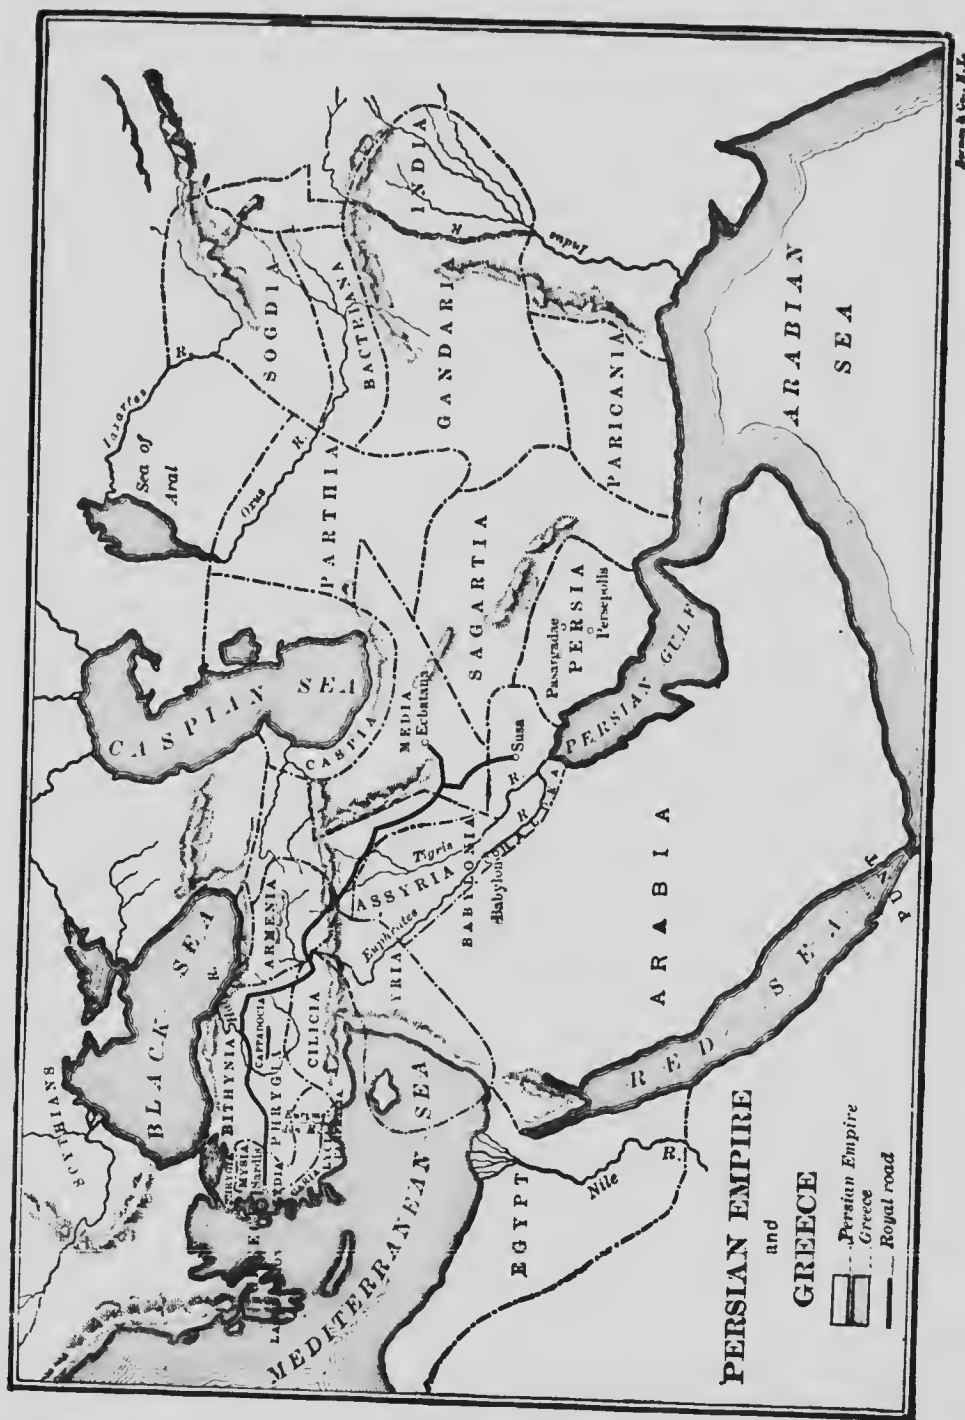 SCYTHIANS
BLACK SEA
R.
CASPIAN SEA
Sea of
Aral
Iaxartes
R.
SOGDIA
Oxus R.
BACTRIANA
INDIA
R.
Indus
PARTHIA
GANDARIA
BITHYNIA
ARMENIA
CAPPADOCIA
MYSIA
Sardis
PHRYGIA
CILICIA
CASPIA
MEDIA
Ecbatana
SAGARTIA
PARICANIA
ASSYRIA
Tigris
R.
Euphrates
R.
BABYLONIA
Babylon
Susa
Pasargadae
PERSIA
Persepolis
PERSIAN GULF
ARABIAN
SEA
MEDITERRANEAN SEA
EGYPT
Nile
R.
ARABIA
RED SEA
PUNT
PERSIAN EMPIRE
and
GREECE
Persian Empire
Greece
Royal road